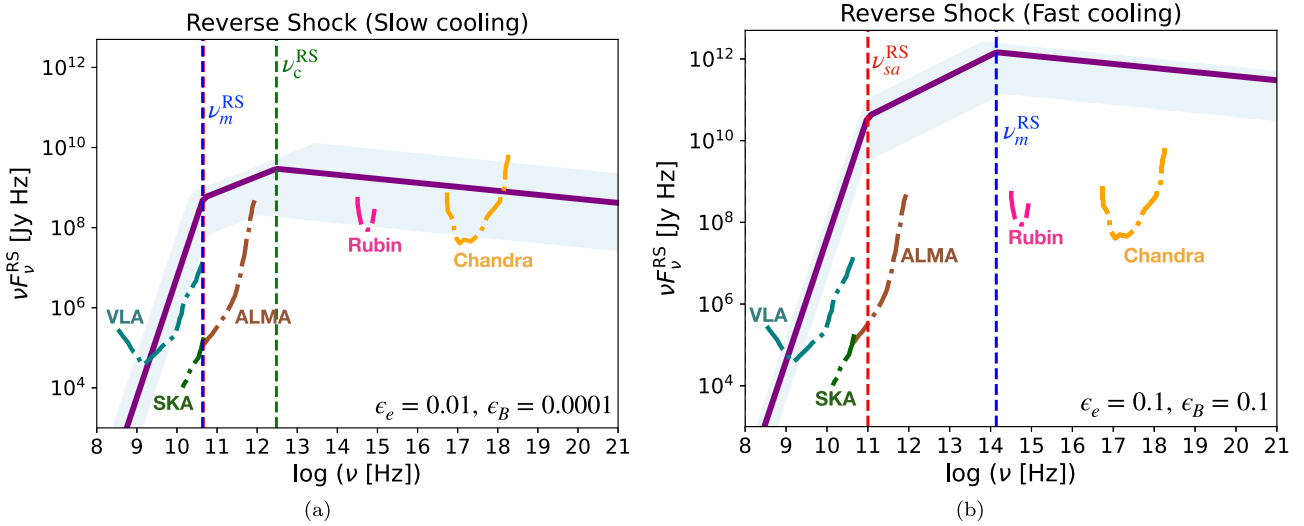 Reverse Shock (Slow cooling)
νF_ν^RS [Jy Hz]
10^12
10^10
10^8
10^6
10^4
ν_m^RS
ν_c^RS
Rubin
Chandra
VLA
ALMA
SKA
ϵ_e = 0.01, ϵ_B = 0.0001
8 9 10 11 12 13 14 15 16 17 18 19 20 21
log (ν [Hz])
(a)
Reverse Shock (Fast cooling)
νF_ν^RS [Jy Hz]
10^12
10^10
10^8
10^6
10^4
ν_sa^RS
ν_m^RS
Rubin
Chandra
ALMA
VLA
SKA
ϵ_e = 0.1, ϵ_B = 0.1
8 9 10 11 12 13 14 15 16 17 18 19 20 21
log (ν [Hz])
(b)